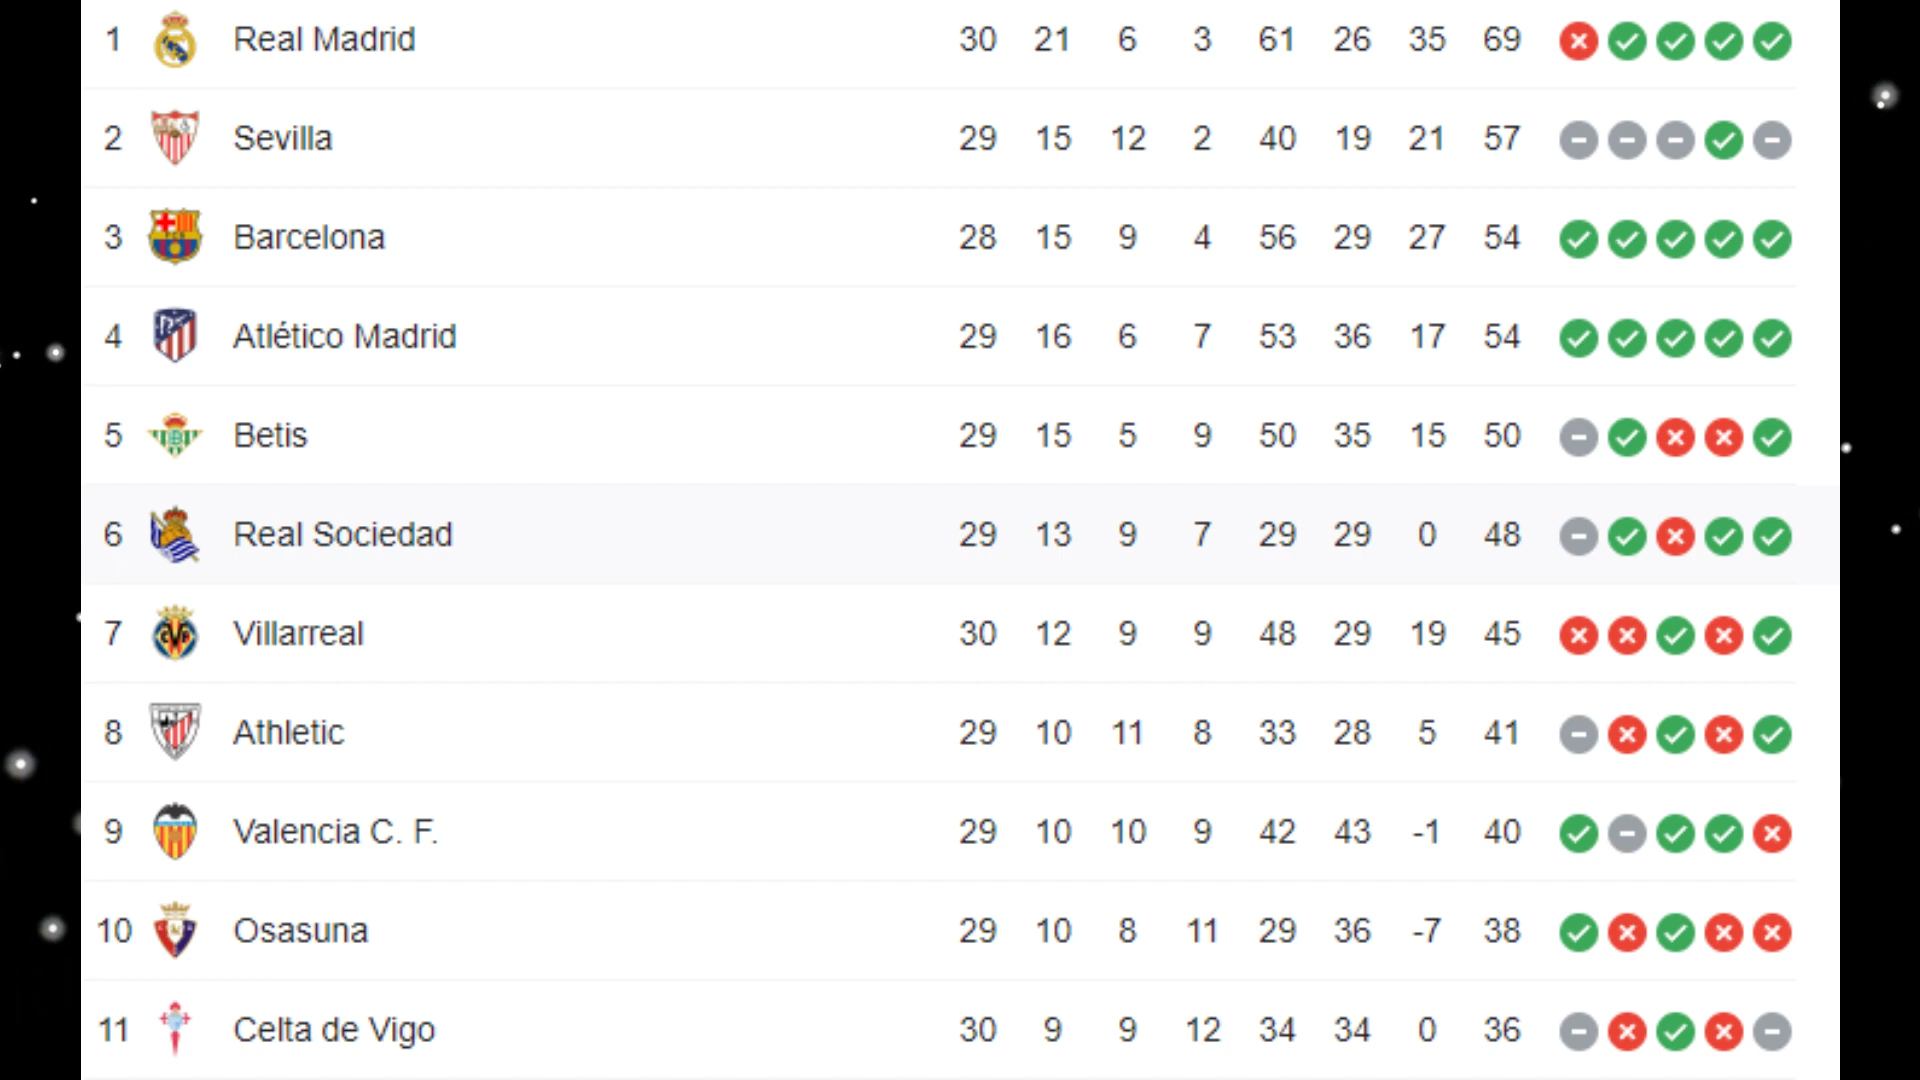 1 Real Madrid 30 21 6 3 61 26 35 69
2 Sevilla 29 15 12 2 40 19 21 57
3 Barcelona 28 15 9 4 56 29 27 54
4 Atlético Madrid 29 16 6 7 53 36 17 54
5 Betis 29 15 5 9 50 35 15 50
6 Real Sociedad 29 13 9 7 29 29 0 48
7 Villarreal 30 12 9 9 48 29 19 45
8 Athletic 29 10 11 8 33 28 5 41
9 Valencia C. F. 29 10 10 9 42 43 -1 40
10 Osasuna 29 10 8 11 29 36 -7 38
11 Celta de Vigo 30 9 9 12 34 34 0 36